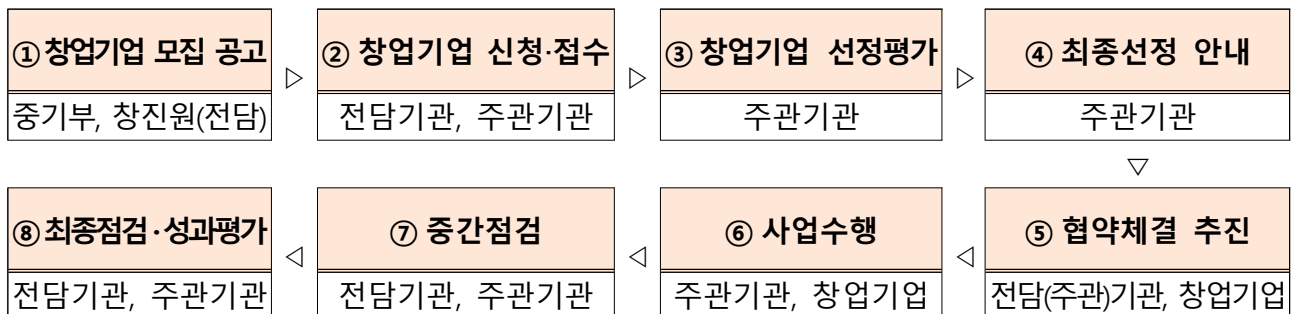 ① 창업기업 모집 공고
중기부, 창진원(전담)
▷
② 창업기업 신청·접수
전담기관, 주관기관
▷
③ 창업기업 선정평가
주관기관
▷
④ 최종선정 안내
주관기관
▽
⑤ 협약체결 추진
전담(주관)기관, 창업기업
◁
⑥ 사업수행
주관기관, 창업기업
◁
⑦ 중간점검
전담기관, 주관기관
◁
⑧ 최종점검·성과평가
전담기관, 주관기관